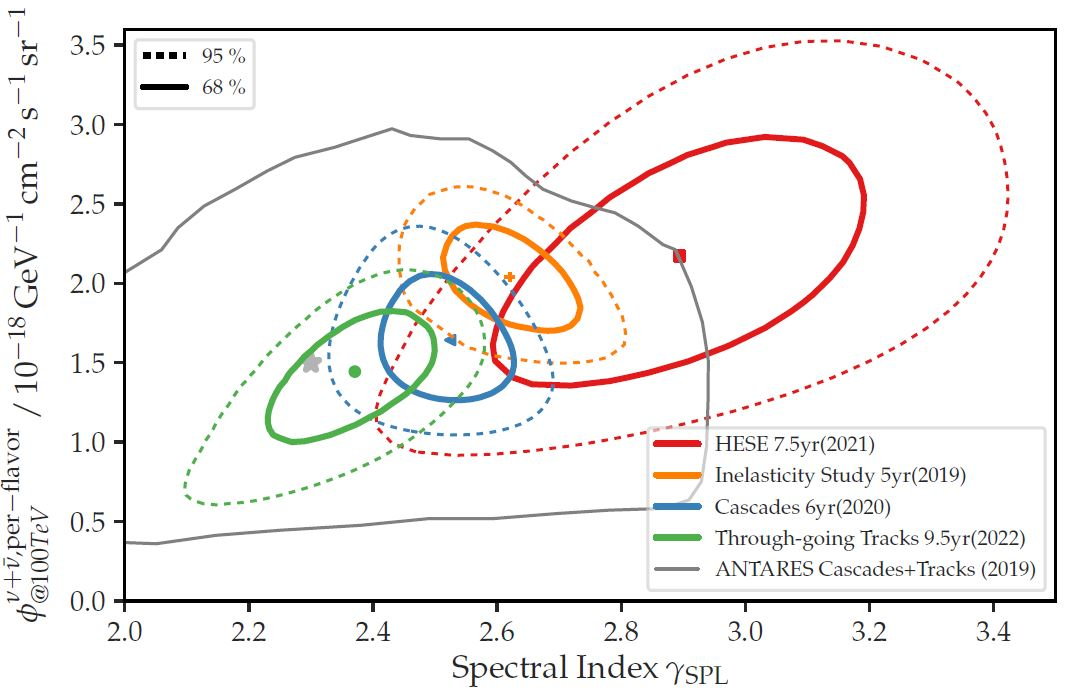 ϕ^{ν+ν̄,per−flavor}_{@100TeV} / 10^{−18} GeV^{−1} cm^{−2} s^{−1} sr^{−1}
3.5
3.0
2.5
2.0
1.5
1.0
0.5
0.0
95 %
68 %
HESE 7.5yr(2021)
Inelasticity Study 5yr(2019)
Cascades 6yr(2020)
Through-going Tracks 9.5yr(2022)
ANTARES Cascades+Tracks (2019)
2.0 2.2 2.4 2.6 2.8 3.0 3.2 3.4
Spectral Index γ_{SPL}